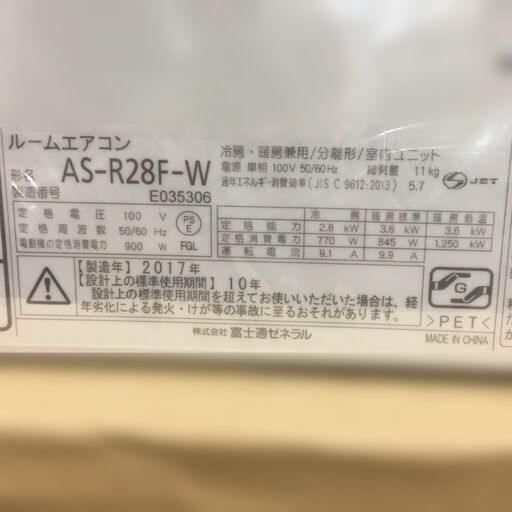 ルームエアコン
冷房・暖房兼用/分離形/室内ユニット
形名 AS-R28F-W
電源 単相 100V 50/60Hz 総質量 11kg
製造番号 E035306
通年エネルギー消費効率(JIS C 9612:2013) 5.7
JET
定格電圧 100 V
定格周波数 50/60 Hz
電動機の定格消費電力 900 W
PS E
FGL
冷房 暖房標準 暖房低温
定格能力 2.8 kW 3.6 kW 3.6 kW
定格消費電力 770 W 845 W 1,250 kW
運転電流 9.1 A 9.9 A
【製造年】2017年
【設計上の標準使用期間】10年
設計上の標準使用期間を超えてお使いいただいた場合は、経
年劣化による発火・けが等の事故に至るおそれがあります。
G
>PET<
MADE IN CHINA
株式会社 富士通ゼネラル